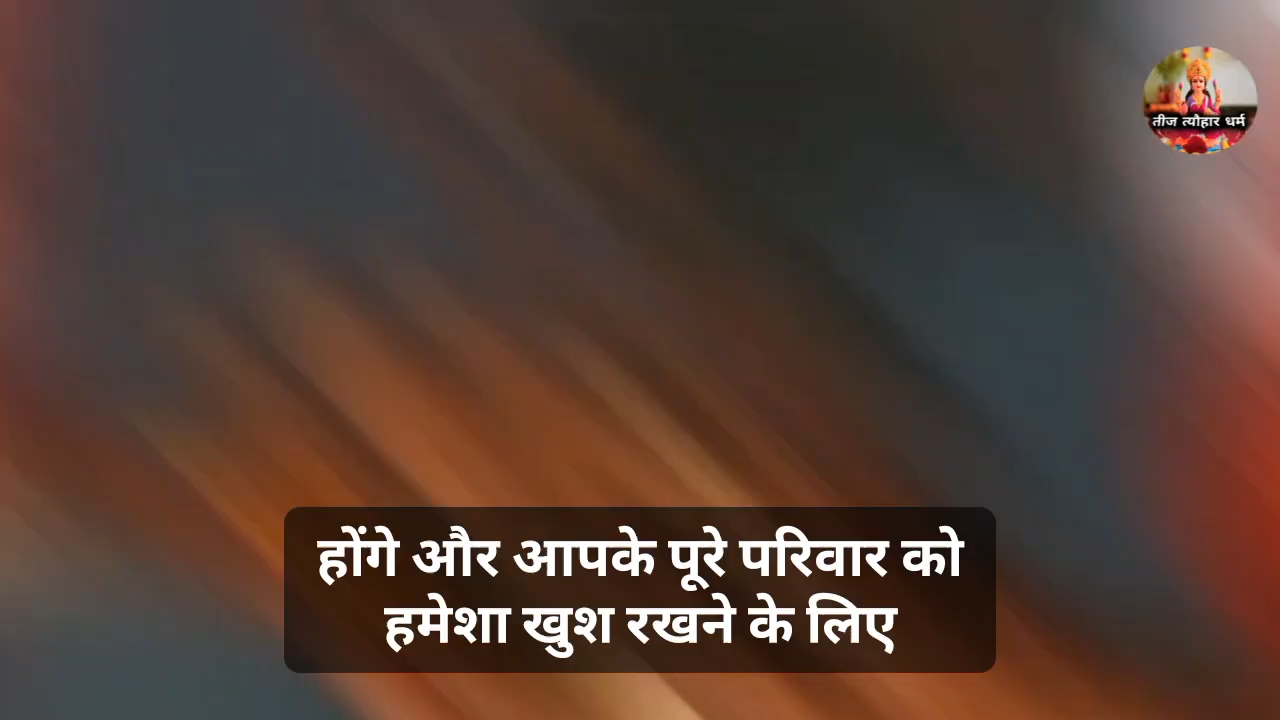 तीज त्यौहार धर्म
होंगे और आपके पूरे परिवार को
हमेशा खुश रखने के लिए